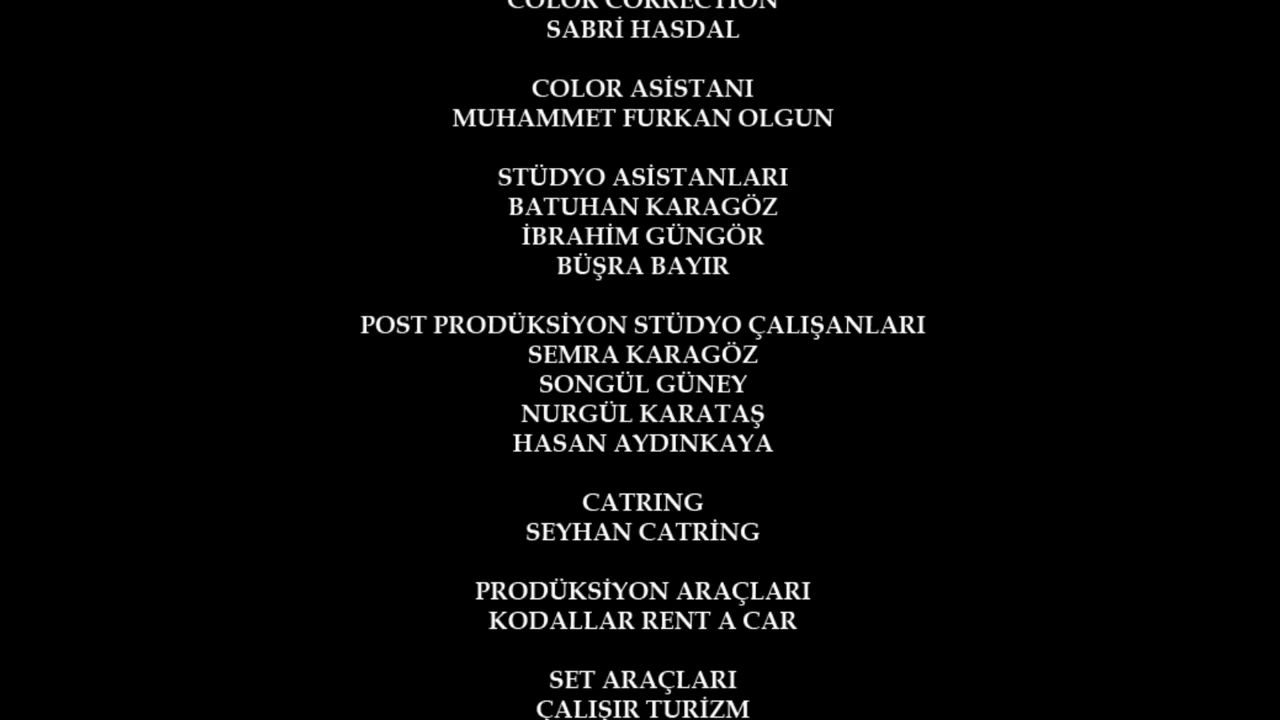 COLOR CORRECTION
SABRİ HASDAL
COLOR ASİSTANI
MUHAMMET FURKAN OLGUN
STÜDYO ASİSTANLARI
BATUHAN KARAGÖZ
İBRAHİM GÜNGÖR
BÜŞRA BAYIR
POST PRODÜKSİYON STÜDYO ÇALIŞANLARI
SEMRA KARAGÖZ
SONGÜL GÜNEY
NURGÜL KARATAŞ
HASAN AYDINKAYA
CATRING
SEYHAN CATRİNG
PRODÜKSİYON ARAÇLARI
KODALLAR RENT A CAR
SET ARAÇLARI
ÇALIŞIR TURİZM